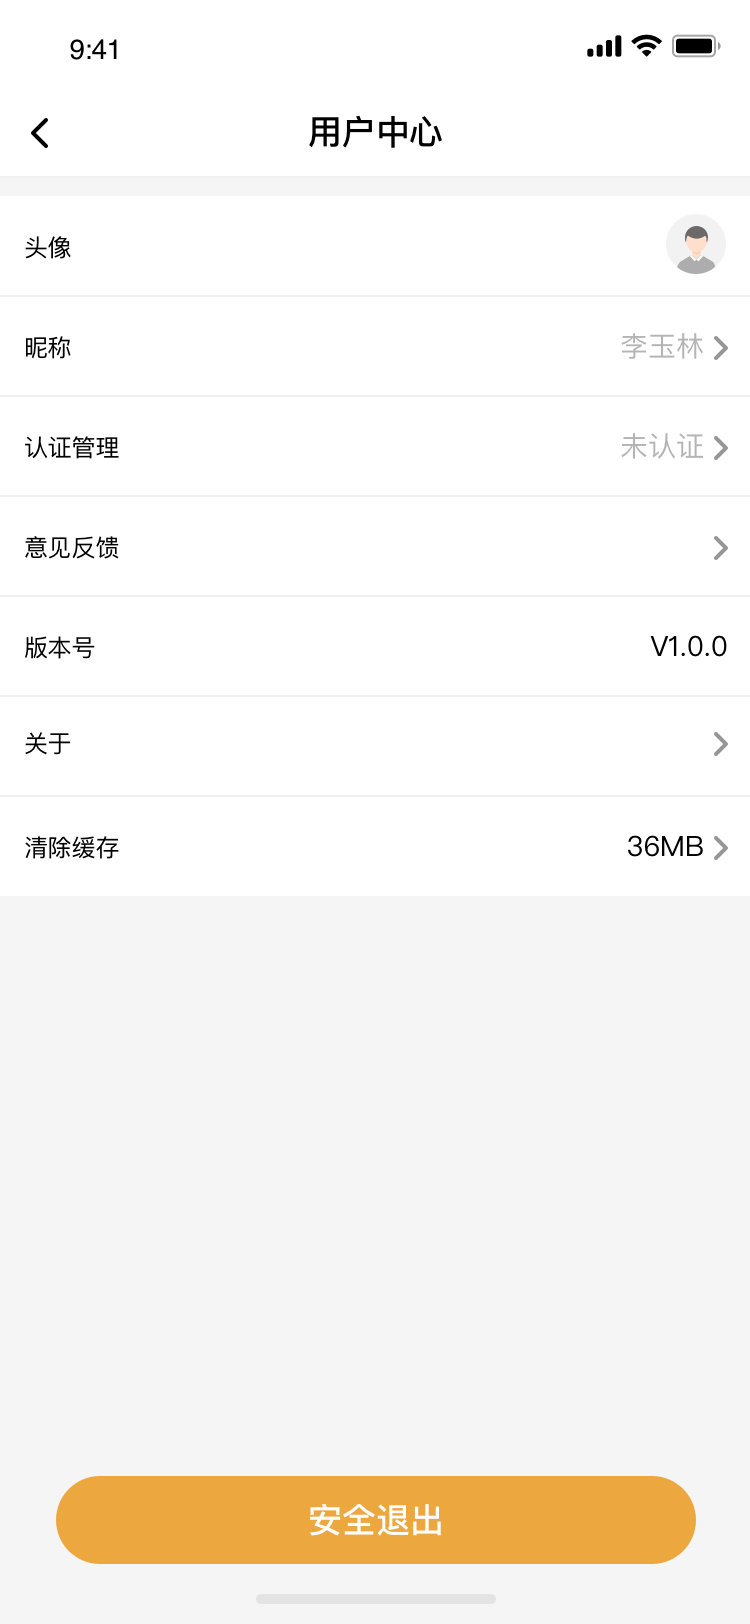 9:41
用户中心
头像
昵称 李玉林
认证管理 未认证
意见反馈
版本号 V1.0.0
关于
清除缓存 36MB
安全退出